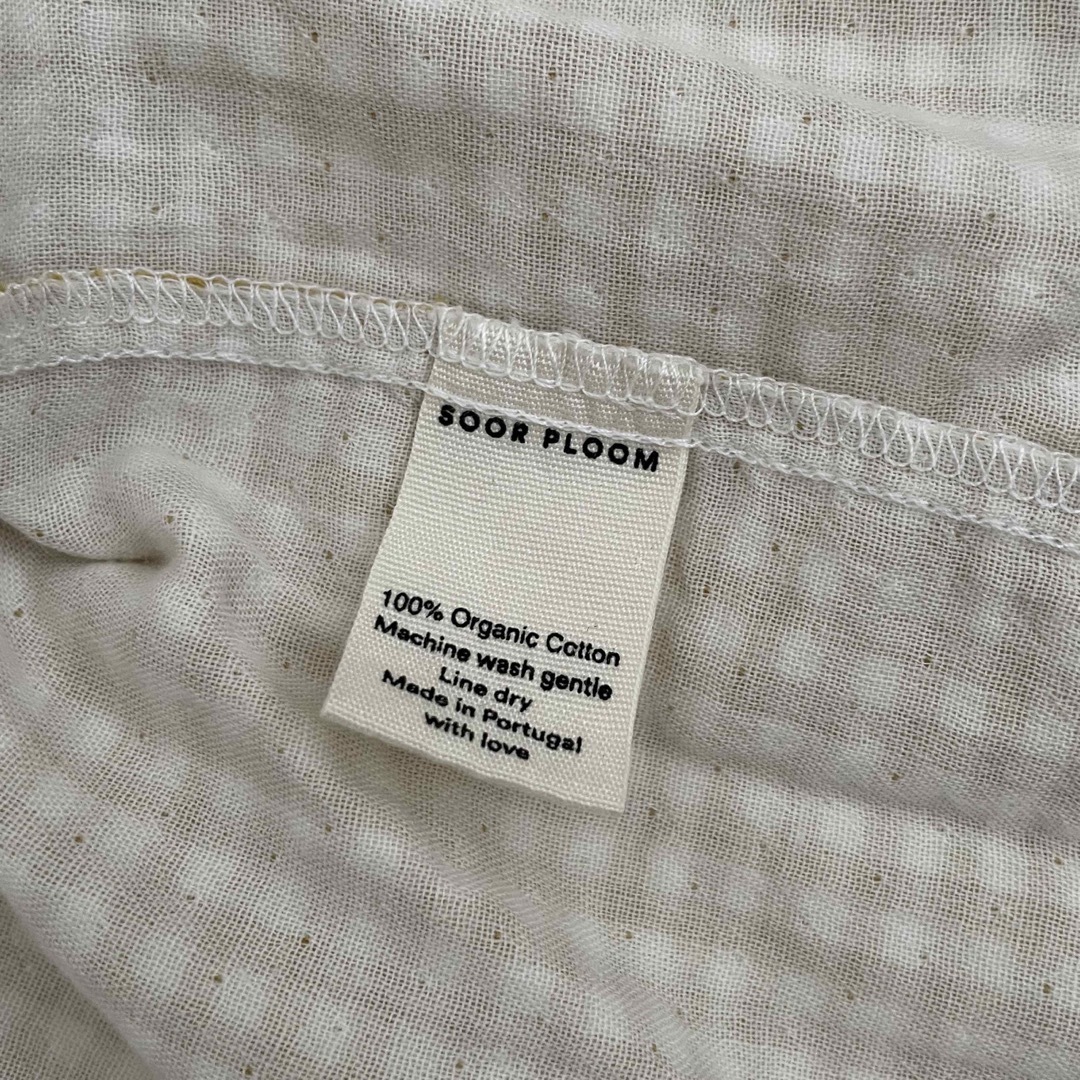 SOOR PLOOM
100% Organic Cotton
Machine wash gentle
Line dry
Made in Portugal
with love